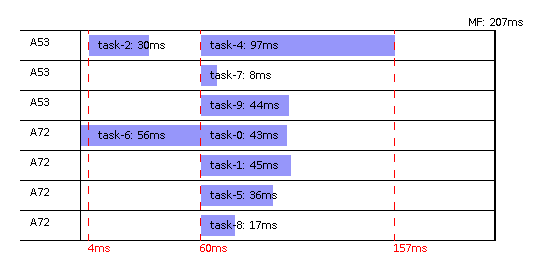 MF: 207ms
A53 task-2: 30ms task-4: 97ms
A53 task-7: 8ms
A53 task-9: 44ms
A72 task-6: 56ms task-0: 43ms
A72 task-1: 45ms
A72 task-5: 36ms
A72 task-8: 17ms
4ms 60ms 157ms